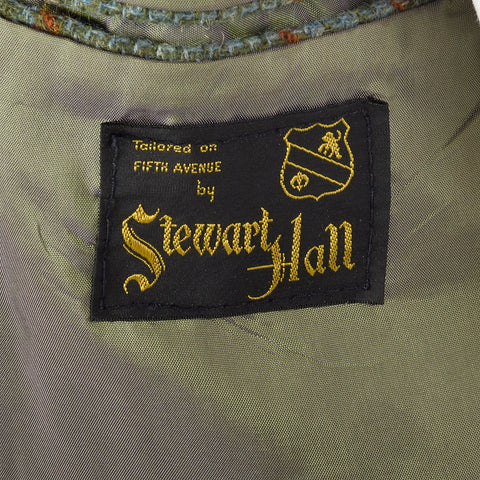 Tailored on
FIFTH AVENUE
by
Stewart Hall